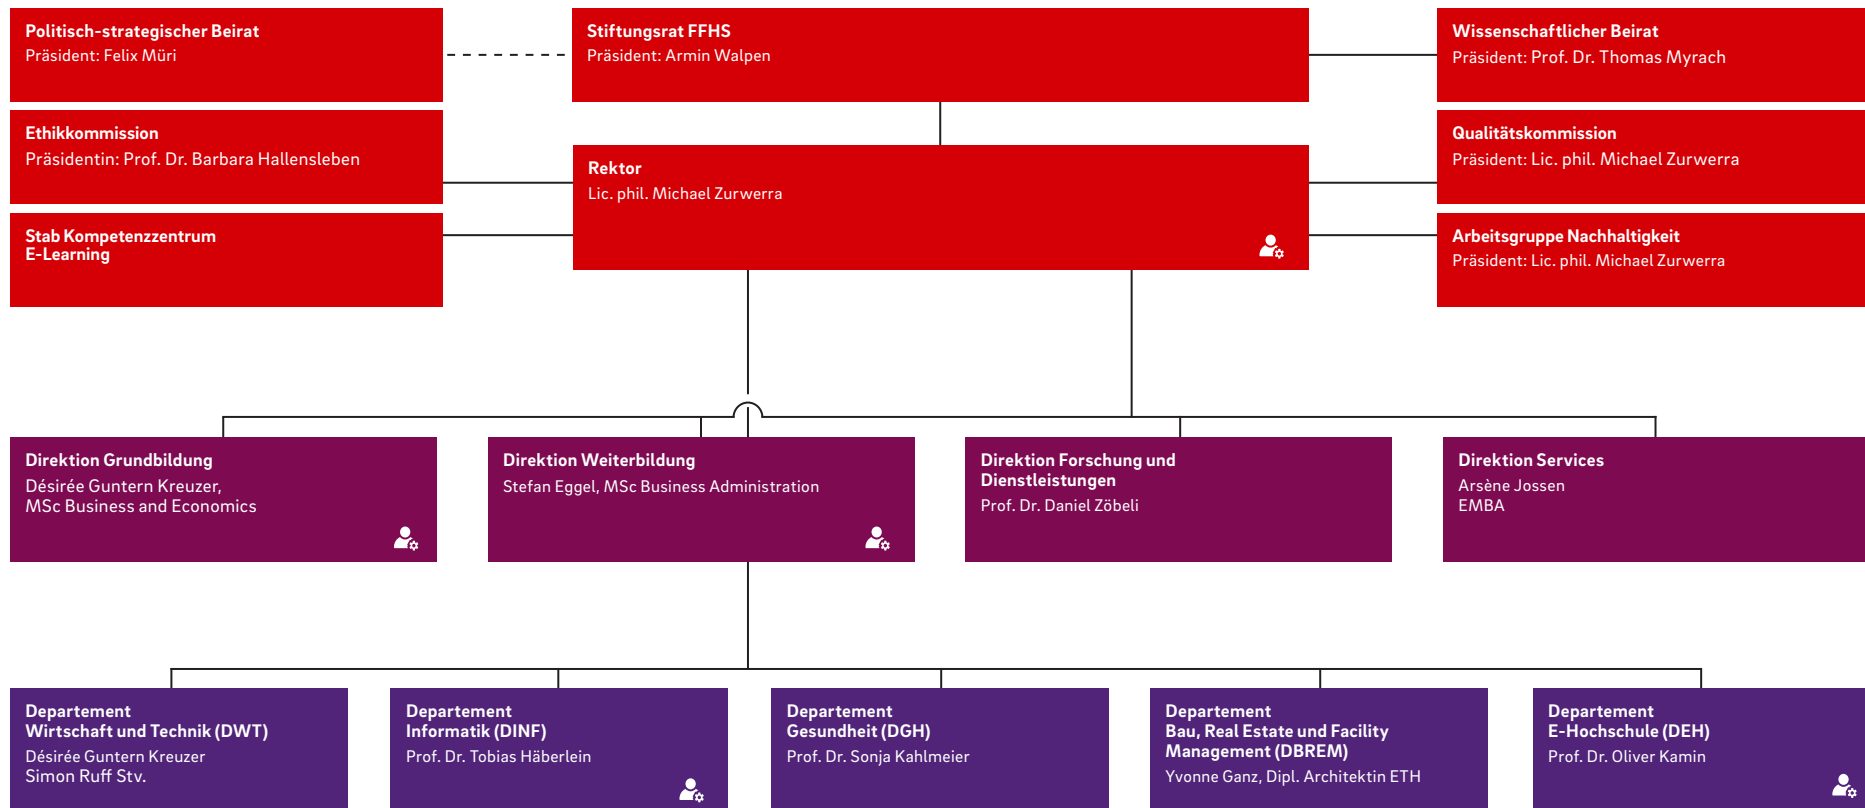 Politisch-strategischer Beirat
Präsident: Felix Müri
Stiftungsrat FFHS
Präsident: Armin Walpen
Wissenschaftlicher Beirat
Präsident: Prof. Dr. Thomas Myrach
Ethikkommission
Präsidentin: Prof. Dr. Barbara Hallensleben
Rektor
Lic. phil. Michael Zurwerra
Qualitätskommission
Präsident: Lic. phil. Michael Zurwerra
Stab Kompetenzzentrum
E-Learning
Arbeitsgruppe Nachhaltigkeit
Präsident: Lic. phil. Michael Zurwerra
Direktion Grundbildung
Désirée Guntern Kreuzer,
MSc Business and Economics
Direktion Weiterbildung
Stefan Eggel, MSc Business Administration
Direktion Forschung und
Dienstleistungen
Prof. Dr. Daniel Zöbeli
Direktion Services
Arsène Jossen
EMBA
Departement
Wirtschaft und Technik (DWT)
Désirée Guntern Kreuzer
Simon Ruff Stv.
Departement
Informatik (DINF)
Prof. Dr. Tobias Häberlein
Departement
Gesundheit (DGH)
Prof. Dr. Sonja Kahlmeier
Departement
Bau, Real Estate und Facility
Management (DBREM)
Yvonne Ganz, Dipl. Architektin ETH
Departement
E-Hochschule (DEH)
Prof. Dr. Oliver Kamin